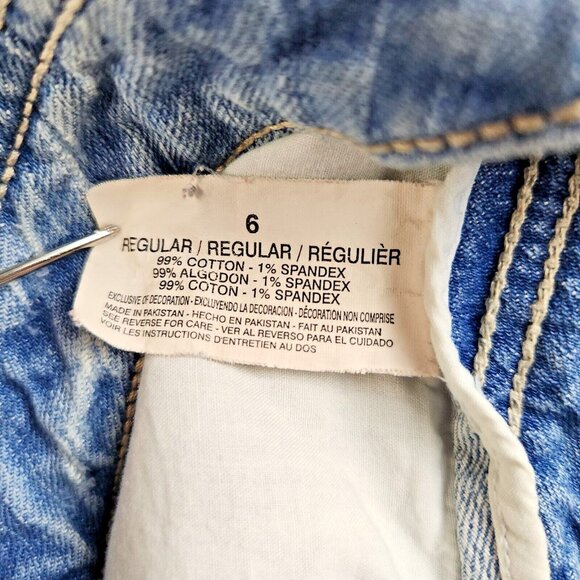 6
REGULAR / REGULAR / RÉGULIÈR
99% COTTON - 1% SPANDEX
99% ALGODON - 1% SPANDEX
99% COTON - 1% SPANDEX
EXCLUSIVE OF DECORATION - EXCLUYENDO LA DECORACION - DÉCORATION NON COMPRISE
MADE IN PAKISTAN - HECHO EN PAKISTAN - FAIT AU PAKISTAN
SEE REVERSE FOR CARE - VER AL REVERSO PARA EL CUIDADO
VOIR LES INSTRUCTIONS D'ENTRETIEN AU DOS